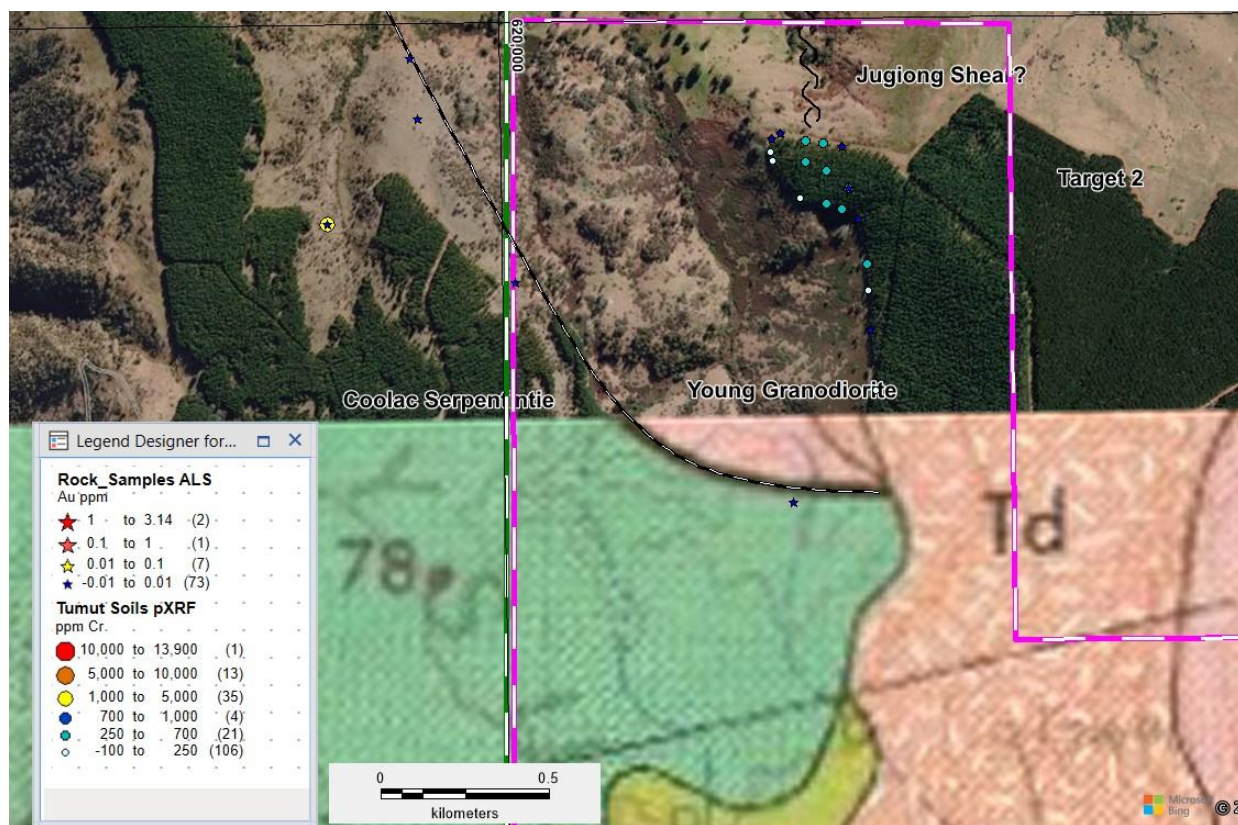 620,000
Jugiong Shear?
Target 2
Coolac Serpentintie
Young Granodiorite
Legend Designer for...
Rock_Samples ALS
Au ppm
1 to 3.14 (2)
0.1 to 1 (1)
0.01 to 0.1 (7)
-0.01 to 0.01 (73)
Tumut Soils pXRF
ppm Cr
10,000 to 13,900 (1)
5,000 to 10,000 (13)
1,000 to 5,000 (35)
700 to 1,000 (4)
250 to 700 (21)
-100 to 250 (106)
Td
78
0 0.5
kilometers
Microsoft
Bing
© 2